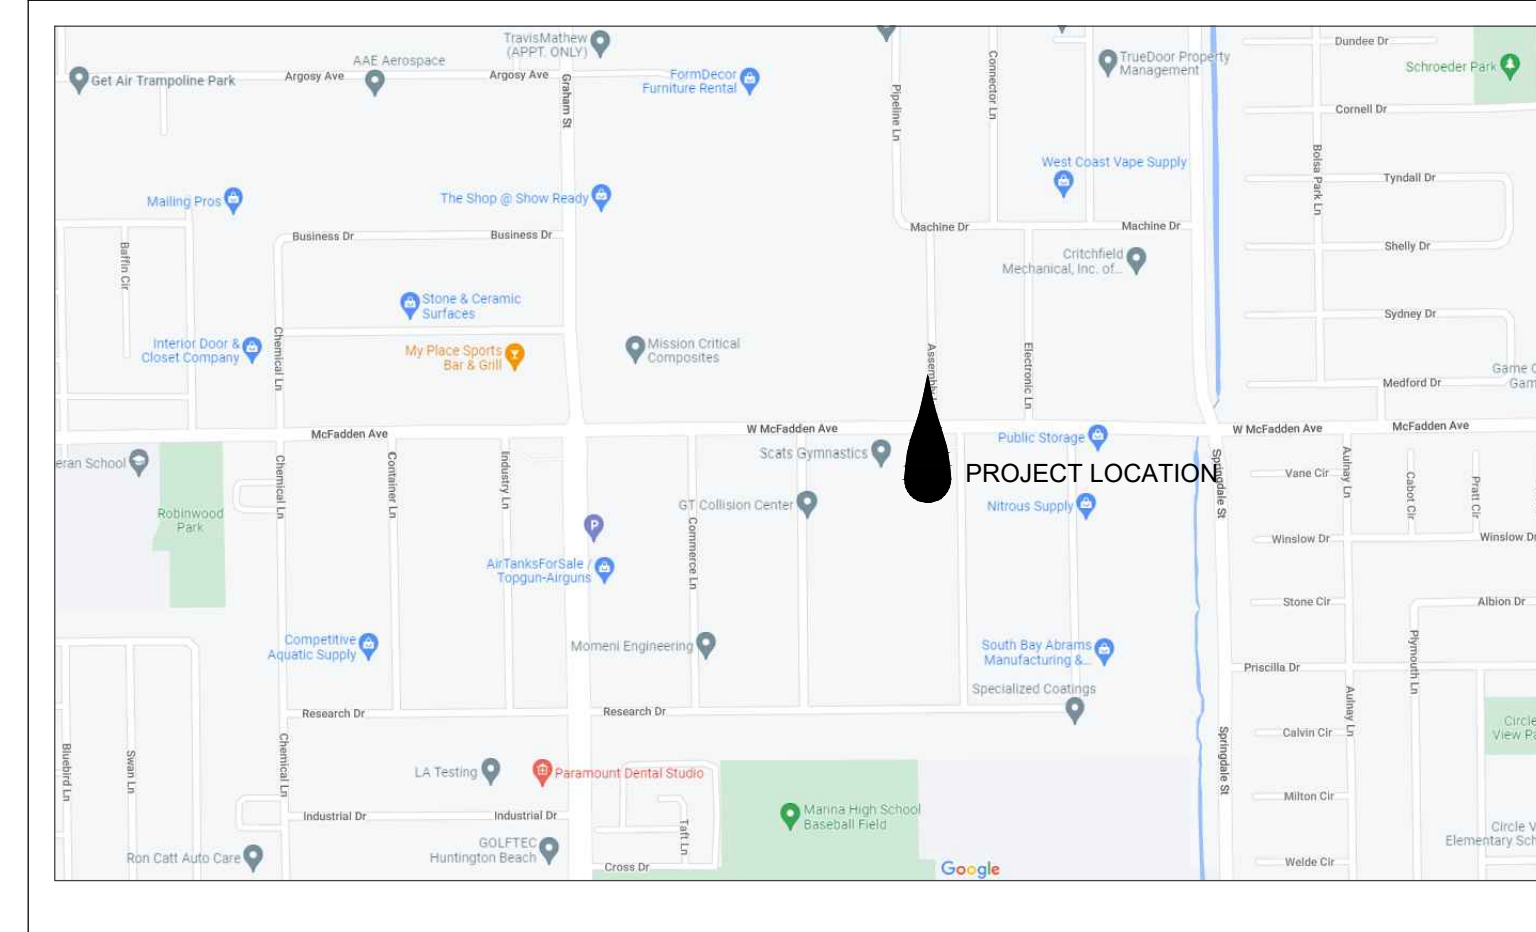 TravisMathew
(APPT. ONLY)
Dundee Dr
AAE Aerospace
TrueDoor Property
Management
Schroeder Park
Get Air Trampoline Park
Argosy Ave
Argosy Ave
Graham St
FormDecor
Furniture Rental
Pipeline Ln
Connector Ln
Cornell Dr
West Coast Vape Supply
Bolsa Park Ln
Tyndall Dr
Mailing Pros
The Shop @ Show Ready
Business Dr
Business Dr
Machine Dr
Machine Dr
Baffin Cir
Critchfield
Mechanical, Inc. of...
Shelly Dr
Stone & Ceramic
Surfaces
Sydney Dr
Interior Door &
Closet Company
Chemical Ln
My Place Sports
Bar & Grill
Mission Critical
Composites
Electronic Ln
Medford Dr
McFadden Ave
W McFadden Ave
Public Storage
W McFadden Ave
McFadden Ave
Scats Gymnastics
PROJECT LOCATION
School
Chemical Ln
Container Ln
Industry Ln
Springdale St
Vane Cir
Aulnay Ln
Cabot Cir
Pratt Cir
Robinwood
Park
GT Collision Center
Nitrous Supply
P
Commerce Ln
Winslow Dr
Winslow Dr
AirTanksForSale /
Topgun-Airguns
Stone Cir
Albion Dr
Competitive
Aquatic Supply
Momeni Engineering
South Bay Abrams
Manufacturing &...
Priscilla Dr
Plymouth Ln
Specialized Coatings
Research Dr
Research Dr
Aulnay Ln
Circle
View
Calvin Cir
Bluebird Ln
Swan Ln
Chemical Ln
LA Testing
Paramount Dental Studio
Springdale St
Milton Cir
Industrial Dr
Industrial Dr
Taft Ln
Marina High School
Baseball Field
Circle
Elementary
Ron Catt Auto Care
GOLFTEC
Huntington Beach
Cross Dr
Google
Welde Cir